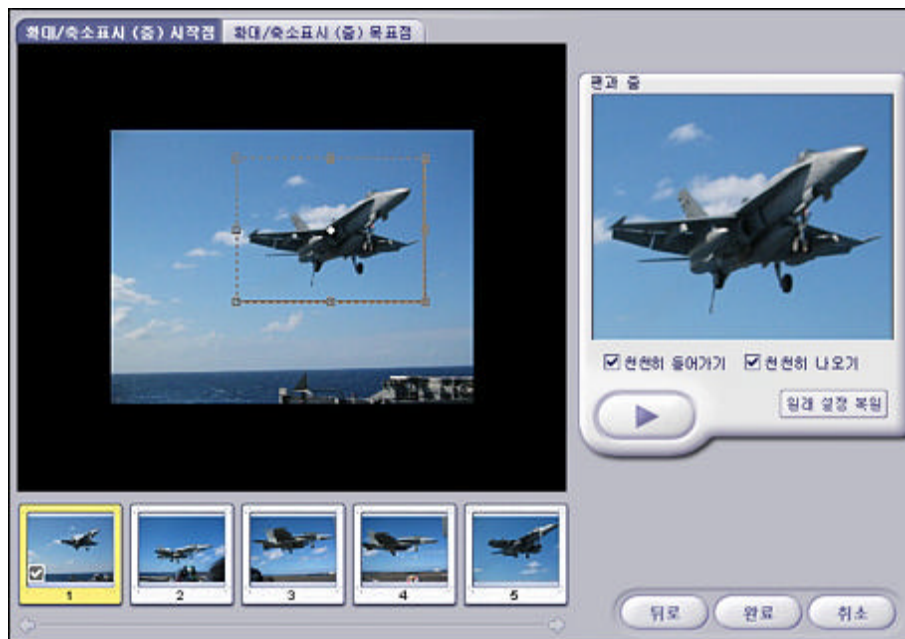 확대/축소표시 (줌) 시작점
확대/축소표시 (줌) 목표점
팬과 줌
천천히 들어가기
천천히 나오기
원래 설정 복원
1
2
3
4
5
뒤로
완료
취소